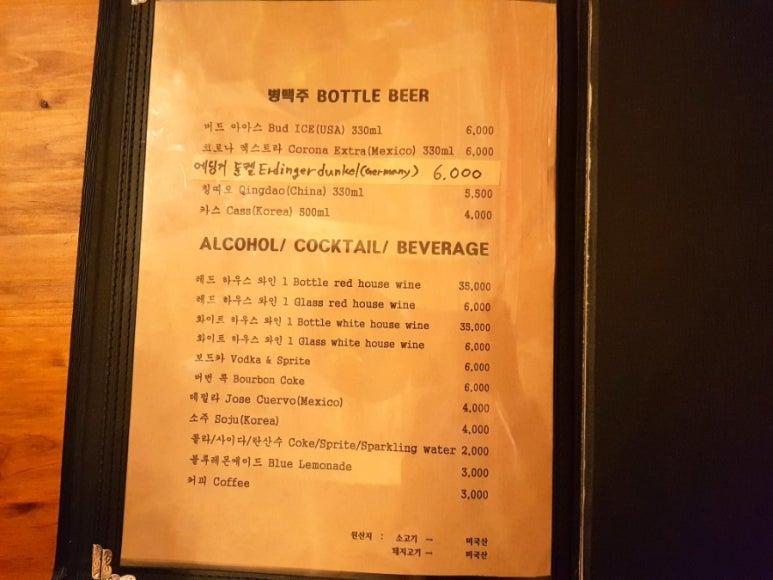 병맥주 BOTTLE BEER
버드 아이스 Bud ICE(USA) 330ml 6,000
코로나 엑스트라 Corona Extra(Mexico) 330ml 6,000
에딩거 둔켈 Erdinger dunkel(Germany) 6,000
칭따오 Qingdao(China) 330ml 5,500
카스 Cass(Korea) 500ml 4,000
ALCOHOL/ COCKTAIL/ BEVERAGE
레드 하우스 와인 1 Bottle red house wine 35,000
레드 하우스 와인 1 Glass red house wine 6,000
화이트 하우스 와인 1 Bottle white house wine 35,000
화이트 하우스 와인 1 Glass white house wine 6,000
보드카 Vodka & Sprite 6,000
버번 콕 Bourbon Coke 6,000
데킬라 Jose Cuervo(Mexico) 4,000
소주 Soju(Korea) 4,000
콜라/사이다/탄산수 Coke/Sprite/Sparkling water 2,000
블루레몬에이드 Blue Lemonade 3,000
커피 Coffee 3,000
원산지 : 소고기 -- 미국산
돼지고기 -- 미국산